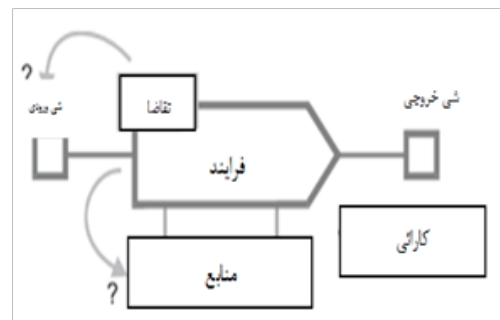 ?
تقاضا
شی ورودی
شی خروجی
فرایند
کارائی
منابع
?